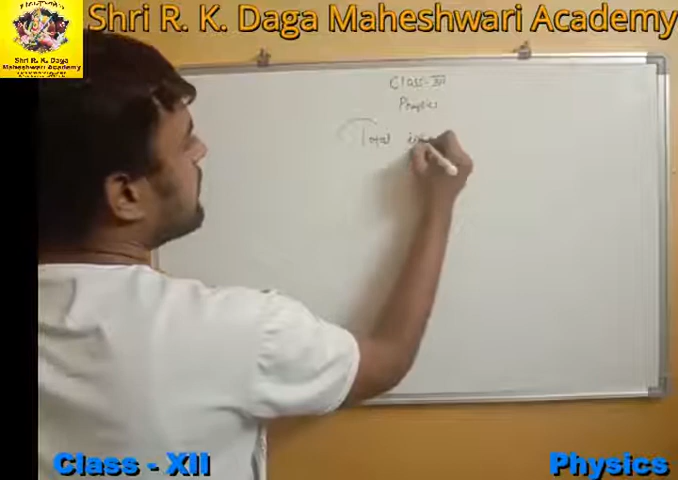 Shri R. K. Daga Maheshwari Academy
Shri R. K. Daga
Maheshwari Academy
Class-XII
Physics
Total
Class - XII
Physics